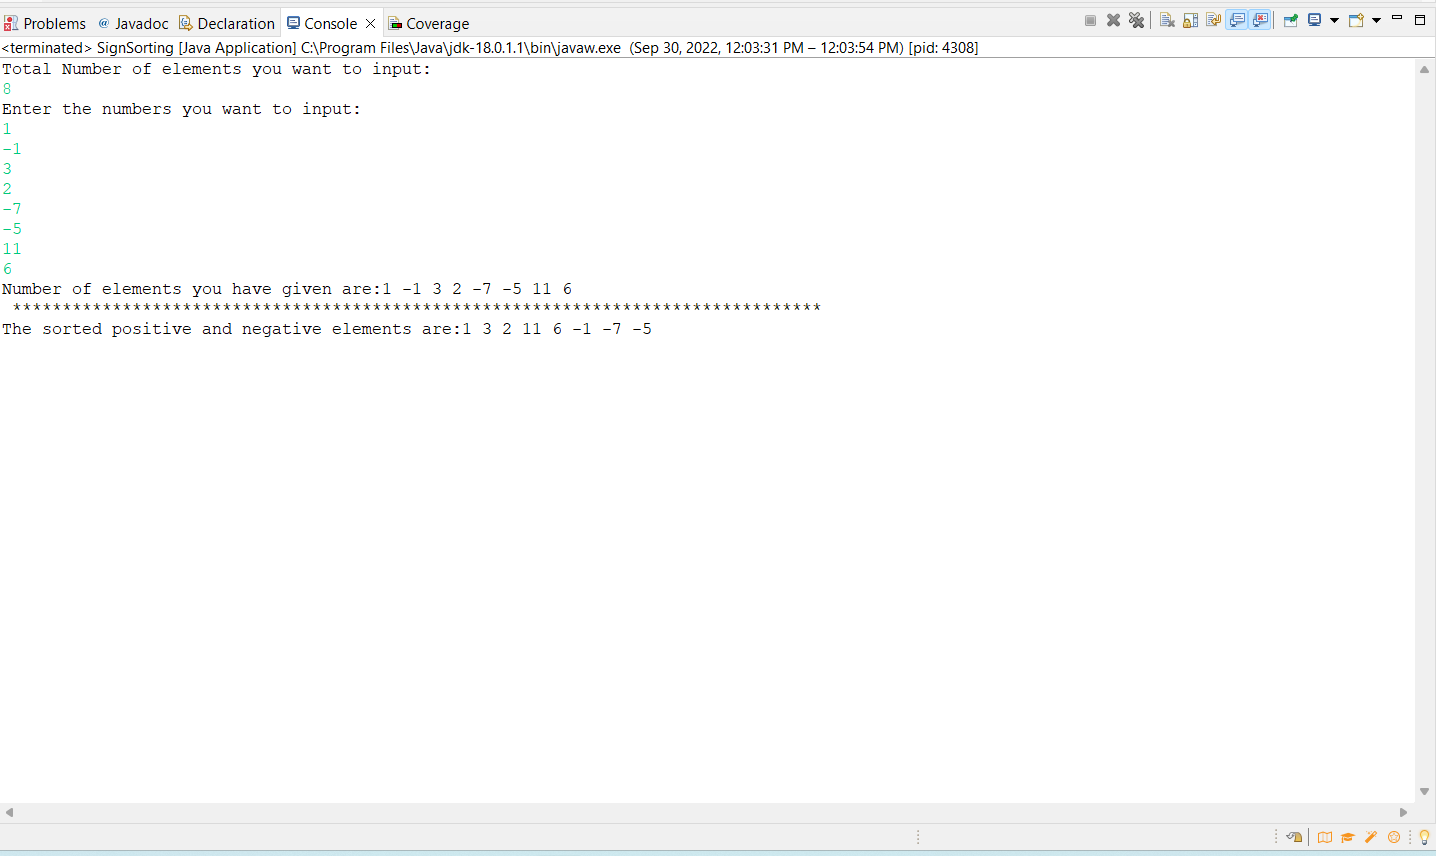 Problems @ Javadoc Declaration Console Coverage
<terminated> SignSorting [Java Application] C:\Program Files\Java\jdk-18.0.1.1\bin\javaw.exe (Sep 30, 2022, 12:03:31 PM – 12:03:54 PM) [pid: 4308]
Total Number of elements you want to input:
8
Enter the numbers you want to input:
1
-1
3
2
-7
-5
11
6
Number of elements you have given are:1 -1 3 2 -7 -5 11 6
*********************************************************************************
The sorted positive and negative elements are:1 3 2 11 6 -1 -7 -5